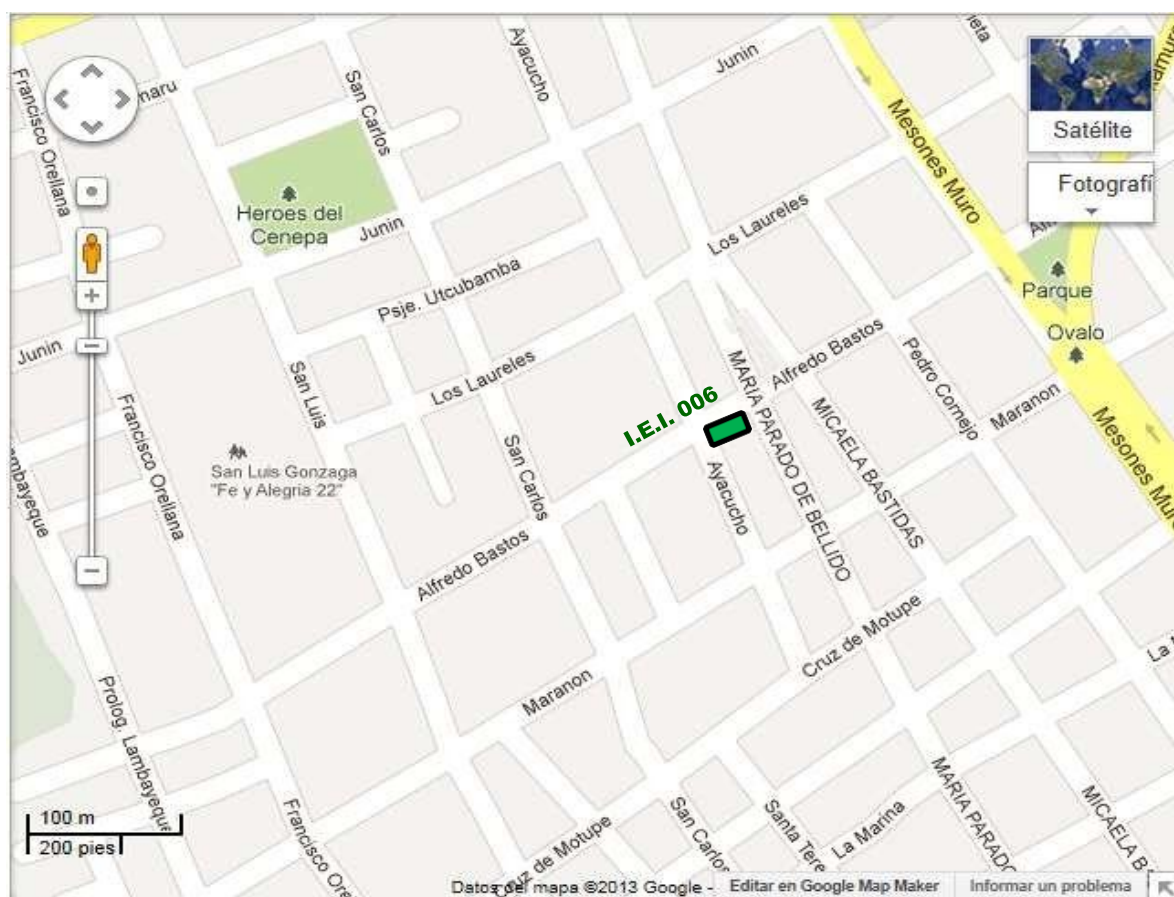 Francisco Orellana
maru
San Carlos
Ayacucho
Junin
Mesones Muro
Satélite
Fotografí
Heroes del
Cenepa
Junin
Psje. Utcubamba
Los Laureles
Parque
Ovalo
Junin
San Luis
Los Laureles
I.E.I. 006
MARIA PARADO DE BELLIDO
Alfredo Bastos
Pedro Cornejo
Maranon
Mesones Muro
Francisco Orellana
San Luis Gonzaga
"Fe y Alegria 22"
San Carlos
Ayacucho
MICAELA BASTIDAS
Lambayeque
Alfredo Bastos
Cruz de Motupe
Maranon
Prolog. Lambayeque
MARIA PARADO
MICAELA B
La M
100 m
200 pies
Francisco Ore
Cruz de Motupe
San Carlos
Santa Tere
La Marina
Datos del mapa ©2013 Google -
Editar en Google Map Maker
Informar un problema